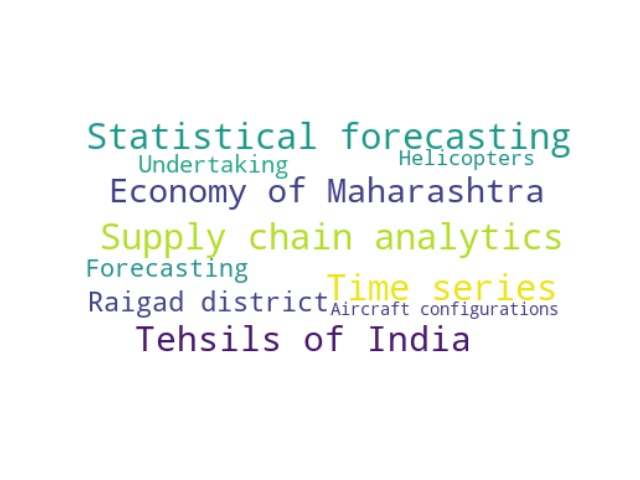 Statistical forecasting
Undertaking
Helicopters
Economy of Maharashtra
Supply chain analytics
Forecasting
Time series
Raigad district
Aircraft configurations
Tehsils of India